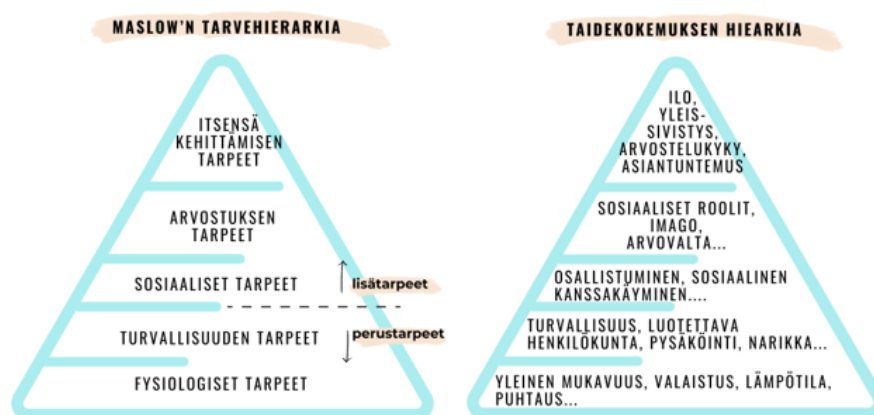 MASLOW'N TARVEHIERARKIA
ITSENSÄ
KEHITTÄMISEN
TARPEET
ARVOSTUKSEN
TARPEET
SOSIAALISET TARPEET
lisätarpeet
perustarpeet
TURVALLISUUDEN TARPEET
FYSIOLOGISET TARPEET
TAIDEKOKEMUKSEN HIEARKIA
ILO,
YLEIS-
SIVISTYS,
ARVOSTELUKYKY,
ASIANTUNTEMUS
SOSIAALISET ROOLIT,
IMAGO,
ARVOVALTA...
OSALLISTUMINEN, SOSIAALINEN
KANSSAKÄYMINEN....
TURVALLISUUS, LUOTETTAVA
HENKILÖKUNTA, PYSÄKÖINTI, NARIKKA...
YLEINEN MUKAVUUS, VALAISTUS, LÄMPÖTILA,
PUHTAUS...